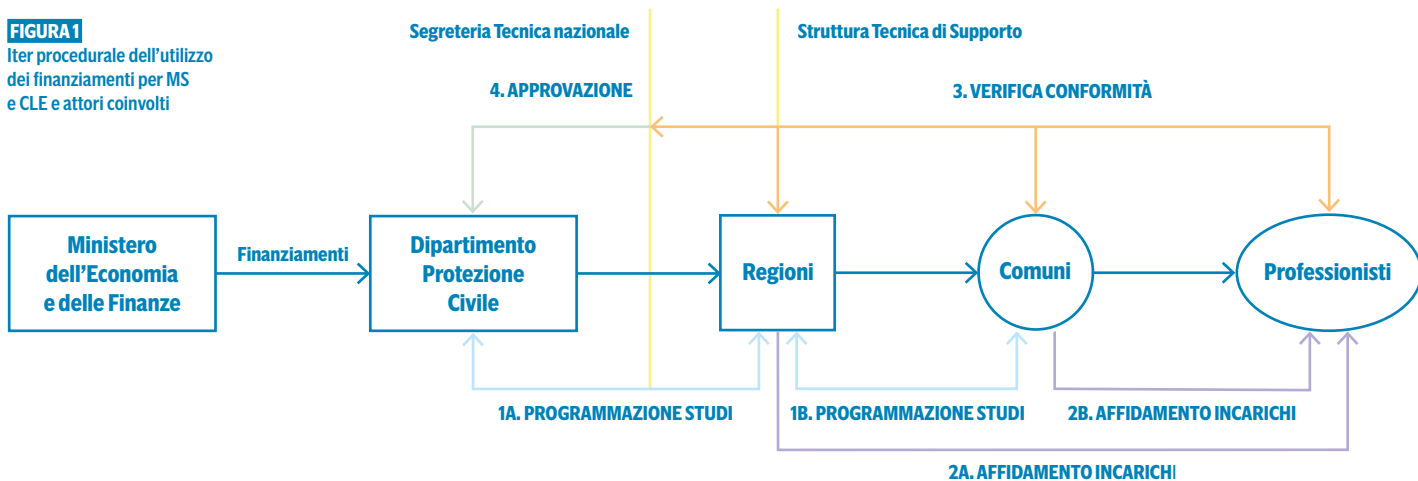 FIGURA 1
Iter procedurale dell'utilizzo
dei finanziamenti per MS
e CLE e attori coinvolti
Segreteria Tecnica nazionale
Struttura Tecnica di Supporto
4. APPROVAZIONE
3. VERIFICA CONFORMITÀ
Ministero
dell'Economia
e delle Finanze
Finanziamenti
Dipartimento
Protezione
Civile
Regioni
Comuni
Professionisti
1A. PROGRAMMAZIONE STUDI
1B. PROGRAMMAZIONE STUDI
2B. AFFIDAMENTO INCARICHI
2A. AFFIDAMENTO INCARICHI